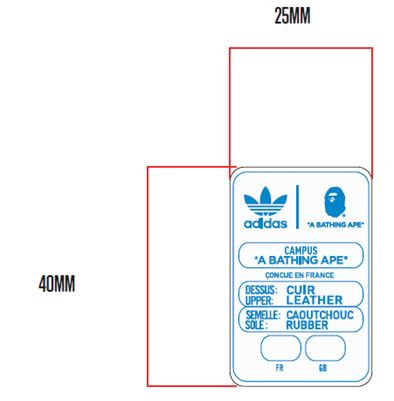 25MM
40MM
adidas
"A BATHING APE"
CAMPUS
"A BATHING APE"
ÇONCUE EN FRANCE
DESSUS: CUIR
UPPER: LEATHER
SEMELLE: CAOUTCHOUC
SOLE: RUBBER
FR GB